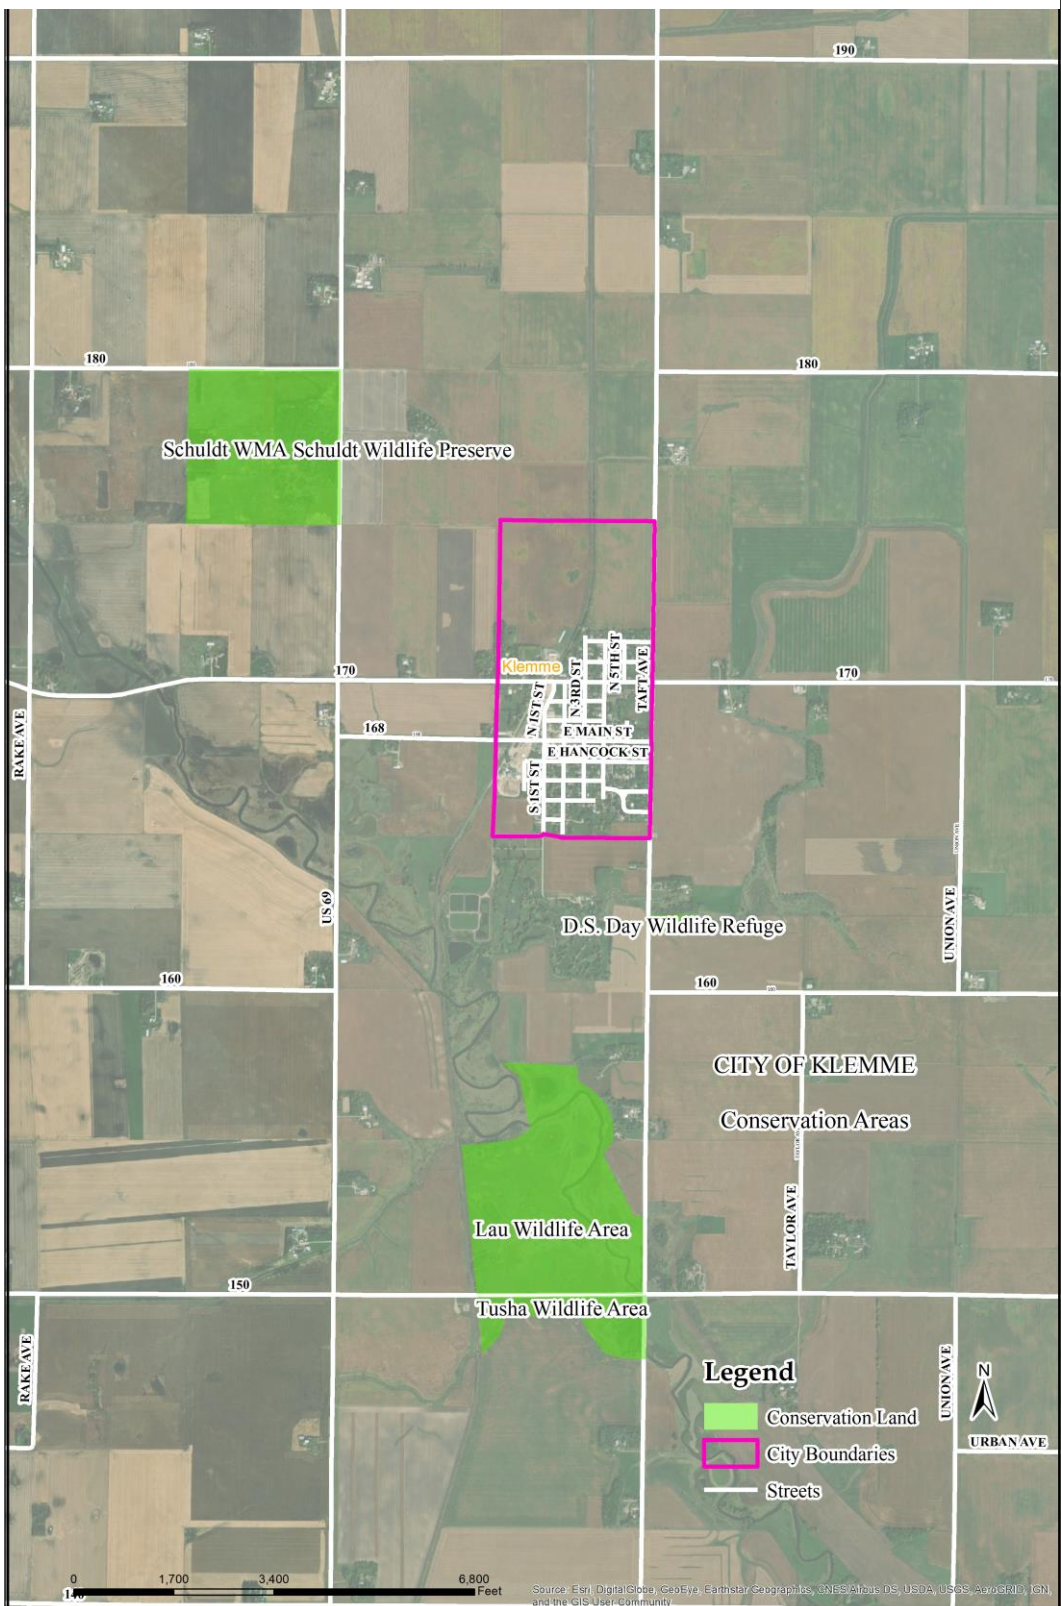 190
180
180
Schuldt WMA Schuldt Wildlife Preserve
Klemme
170
170
N 1ST ST
N 3RD ST
N 5TH ST
TAFT AVE
168
E MAIN ST
E HANCOCK ST
S 1ST ST
RAKE AVE
US 69
UNION AVE
D.S. Day Wildlife Refuge
160
160
CITY OF KLEMME
Conservation Areas
TAYLOR AVE
Lau Wildlife Area
150
Tusha Wildlife Area
RAKE AVE
UNION AVE
Legend
Conservation Land
City Boundaries
Streets
N
URBAN AVE
0 1,700 3,400 6,800
Feet
Source: Esri, DigitalGlobe, GeoEye, Earthstar Geographics, CNES/Airbus DS, USDA, USGS, AeroGRID, IGN,
and the GIS User Community